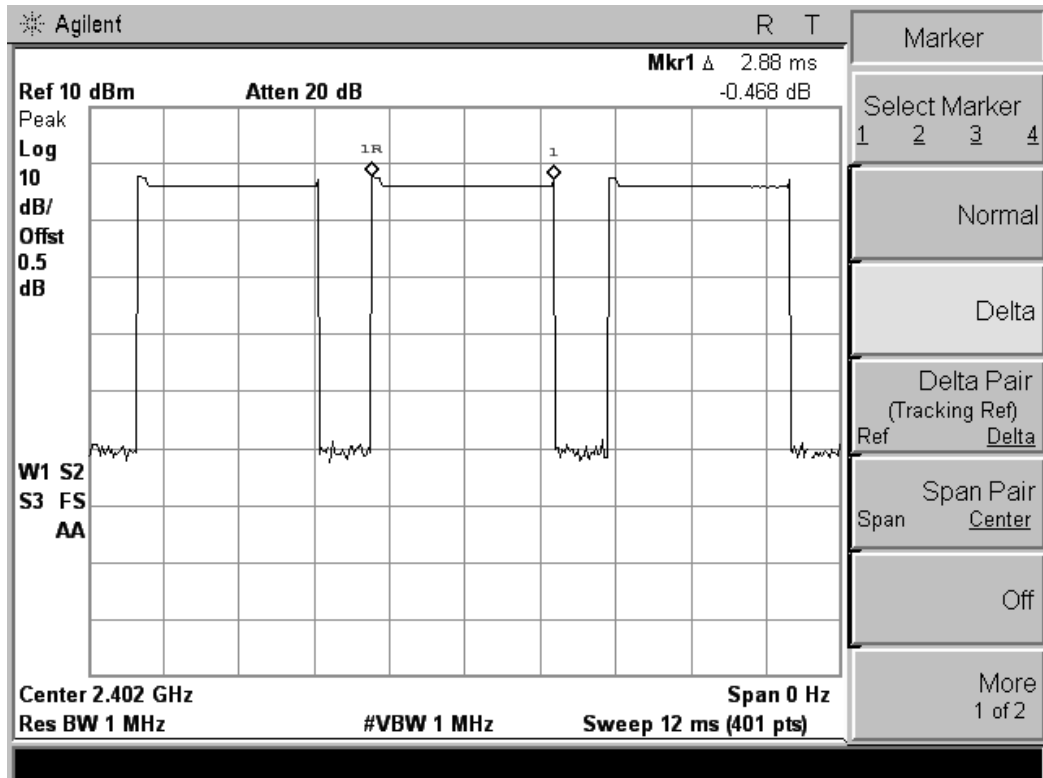 Agilent R T
Mkr1 Δ 2.88 ms
Ref 10 dBm Atten 20 dB -0.468 dB
Peak
Log
10
dB/
Offst
0.5
dB
1R
1
W1 S2
S3 FS
AA
Center 2.402 GHz Span 0 Hz
Res BW 1 MHz #VBW 1 MHz Sweep 12 ms (401 pts)
Marker
Select Marker
1 2 3 4
Normal
Delta
Delta Pair
(Tracking Ref)
Ref Delta
Span Pair
Span Center
Off
More
1 of 2